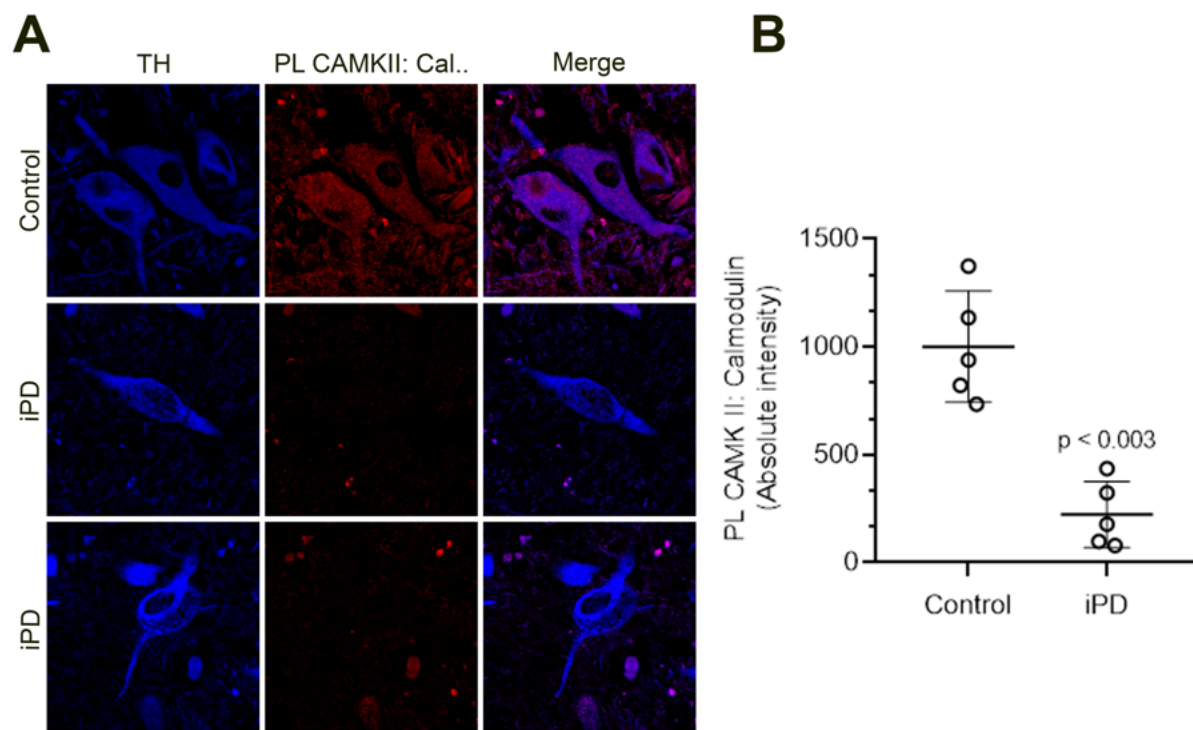 A
TH PL CAMKII: Cal.. Merge
Control
iPD
iPD
B
PL CAMK II: Calmodulin
(Absolute intensity)
1500
1000
500
0
p < 0.003
Control iPD